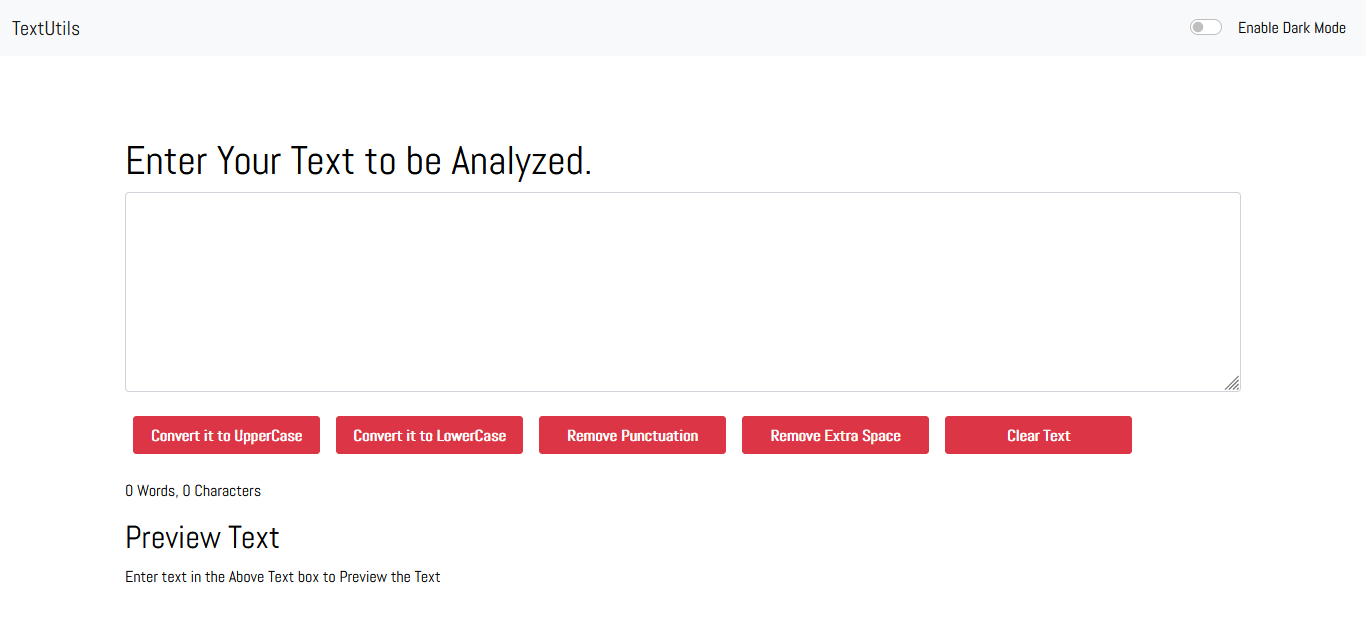 TextUtils Enable Dark Mode
Enter Your Text to be Analyzed.
Convert it to UpperCase Convert it to LowerCase Remove Punctuation Remove Extra Space Clear Text
0 Words, 0 Characters
Preview Text
Enter text in the Above Text box to Preview the Text